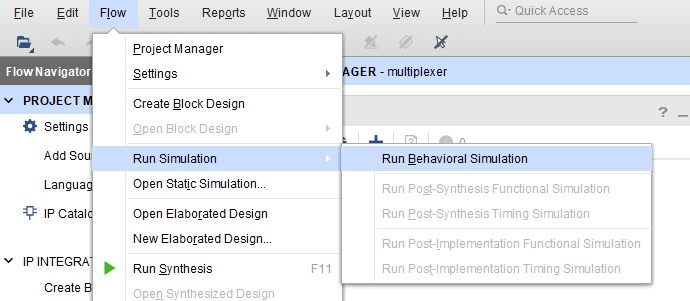 File Edit Flow Tools Reports Window Layout View Help Quick Access
Flow Navigator
Project Manager
AGER - multiplexer
Settings
PROJECT M
Create Block Design
Settings
Open Block Design
0
Add Sou
Run Simulation
Run Behavioral Simulation
Languag
Open Static Simulation...
Run Post-Synthesis Functional Simulation
IP Catalo
Open Elaborated Design
Run Post-Synthesis Timing Simulation
New Elaborated Design...
Run Post-Implementation Functional Simulation
IP INTEGRAT
Run Synthesis F11
Run Post-Implementation Timing Simulation
Create B
Open Synthesized Design